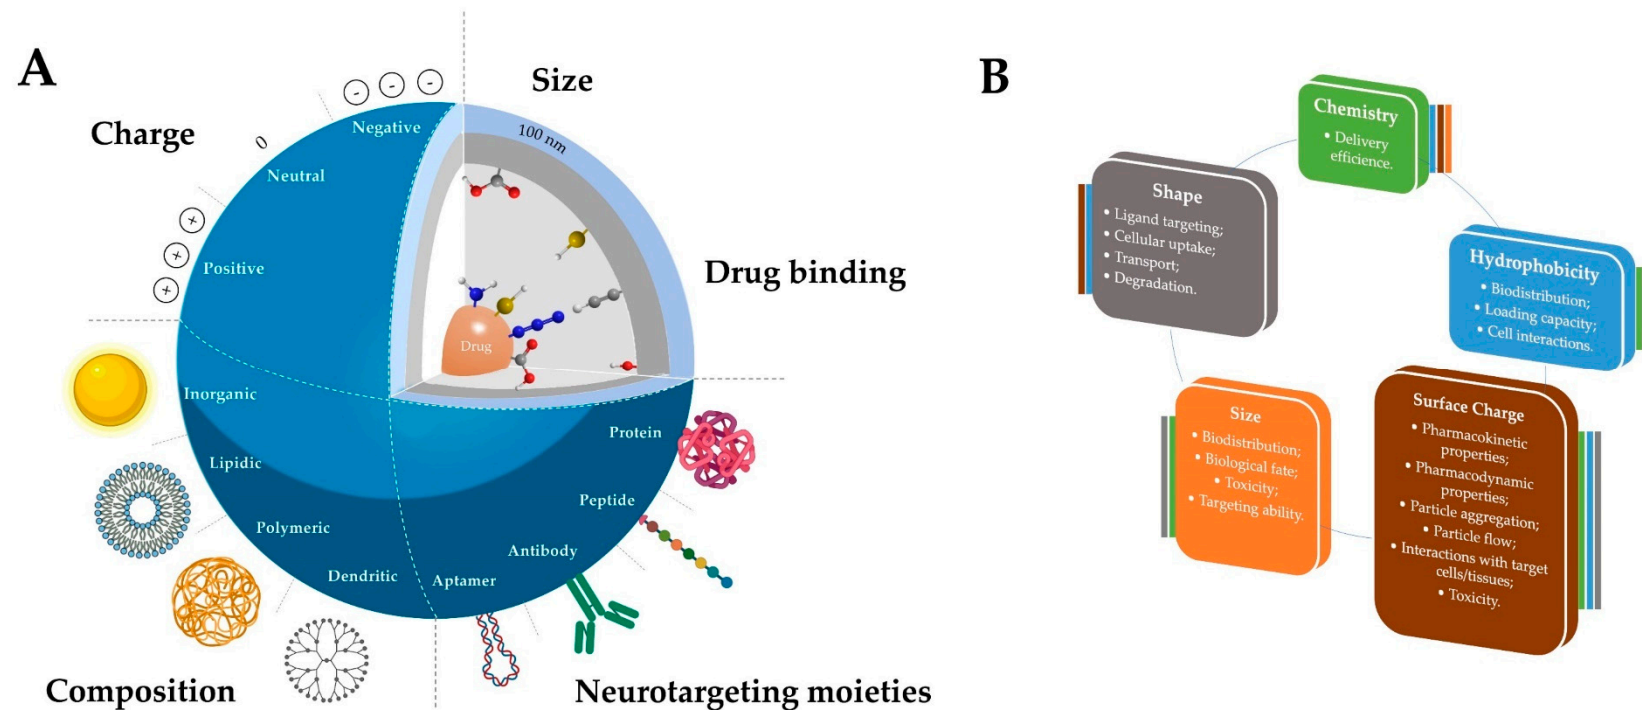 A
Size
Charge
- - -
Negative
100 nm
0
Neutral
+
+
+
Positive
Drug binding
Drug
Inorganic
Lipidic
Polymeric
Dendritic
Aptamer
Antibody
Peptide
Protein
Composition
Neurotargeting moieties
B
Chemistry
• Delivery
efficience.
Shape
• Ligand targeting;
• Cellular uptake;
• Transport;
• Degradation.
Hydrophobicity
• Biodistribution;
• Loading capacity;
• Cell interactions.
Size
• Biodistribution;
• Biological fate;
• Toxicity;
• Targeting ability.
Surface Charge
• Pharmacokinetic
properties;
• Pharmacodynamic
properties;
• Particle aggregation;
• Particle flow;
• Interactions with target
cells/tissues;
• Toxicity.